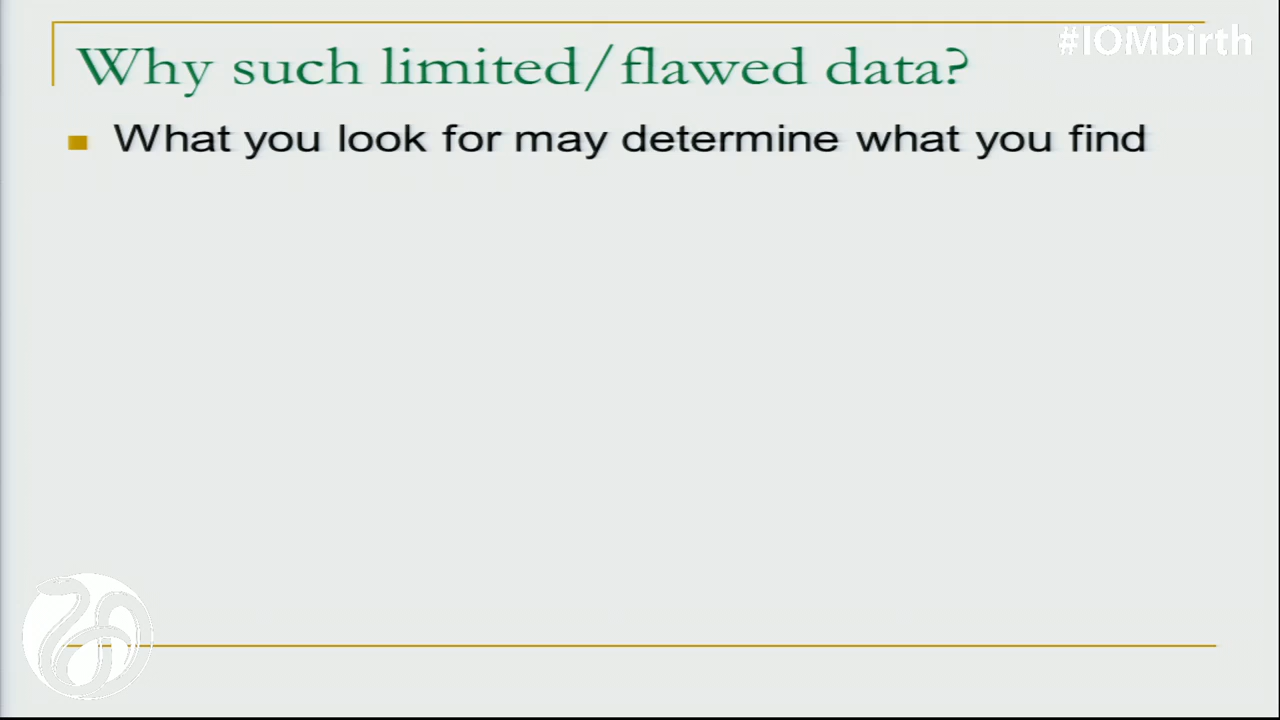 #IOMbirth
Why such limited/flawed data?
What you look for may determine what you find